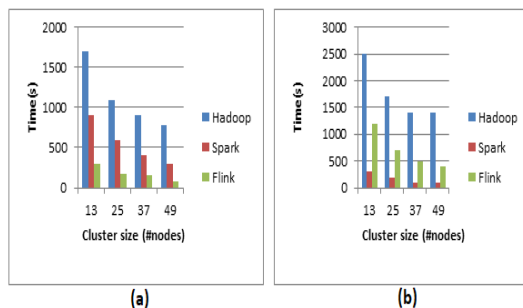 2000
1500
1000
500
0
Time(s)
13 25 37 49
Cluster size (#nodes)
Hadoop
Spark
Flink
(a)
3000
2500
2000
1500
1000
500
0
Time(s)
13 25 37 49
Cluster size (#nodes)
Hadoop
Spark
Flink
(b)